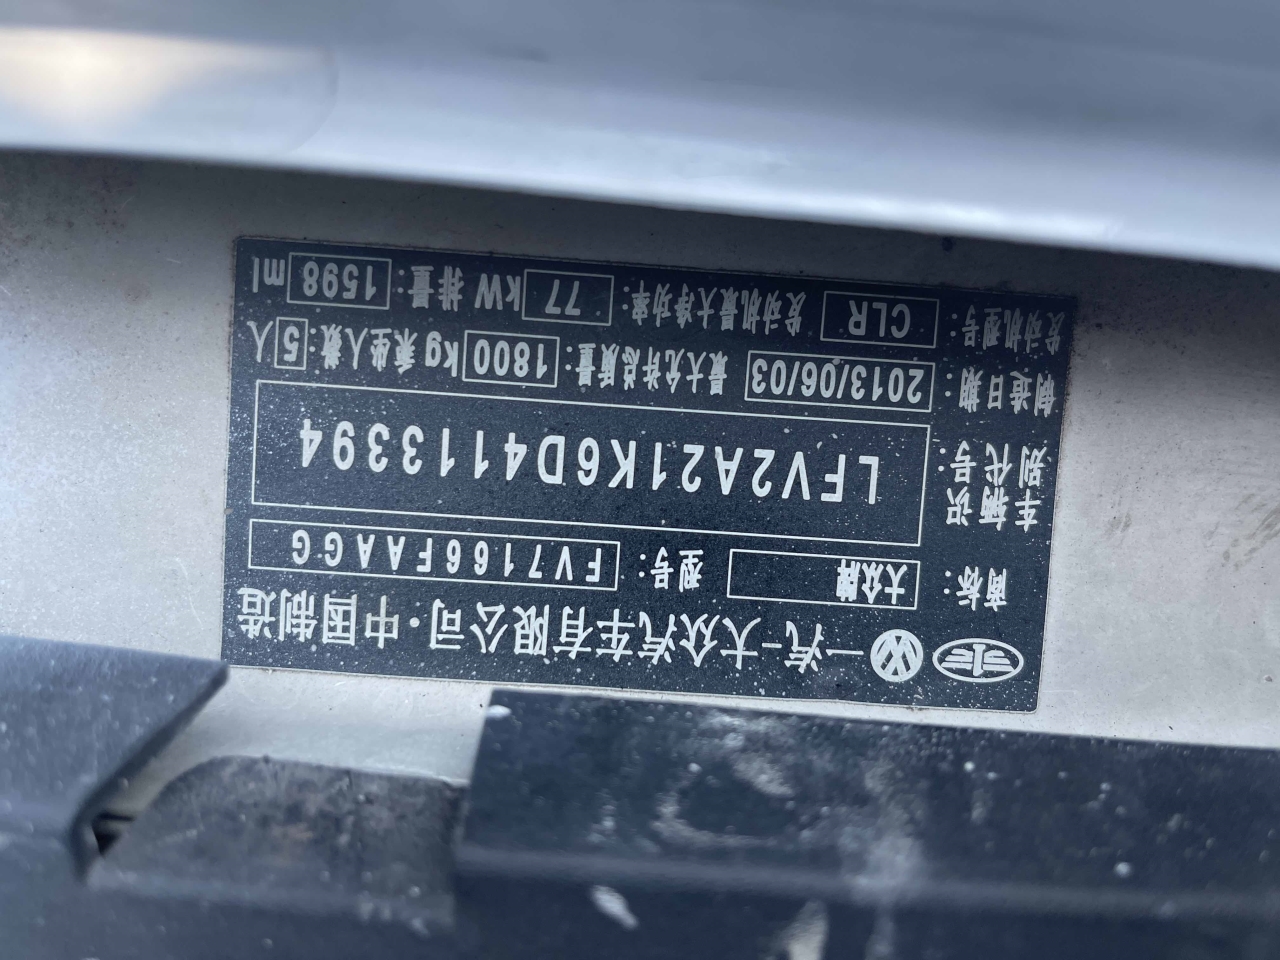 一汽-大众汽车有限公司·中国制造
商标: 大众牌 型号: FV7166FAAGG
车辆识别代号: LFV2A21K6D4113394
制造日期: 2013/06/03 最大允许总质量: 1800 kg 乘坐人数: 5 人
发动机型号: CLR 发动机最大净功率: 77 kW 排量: 1598 ml